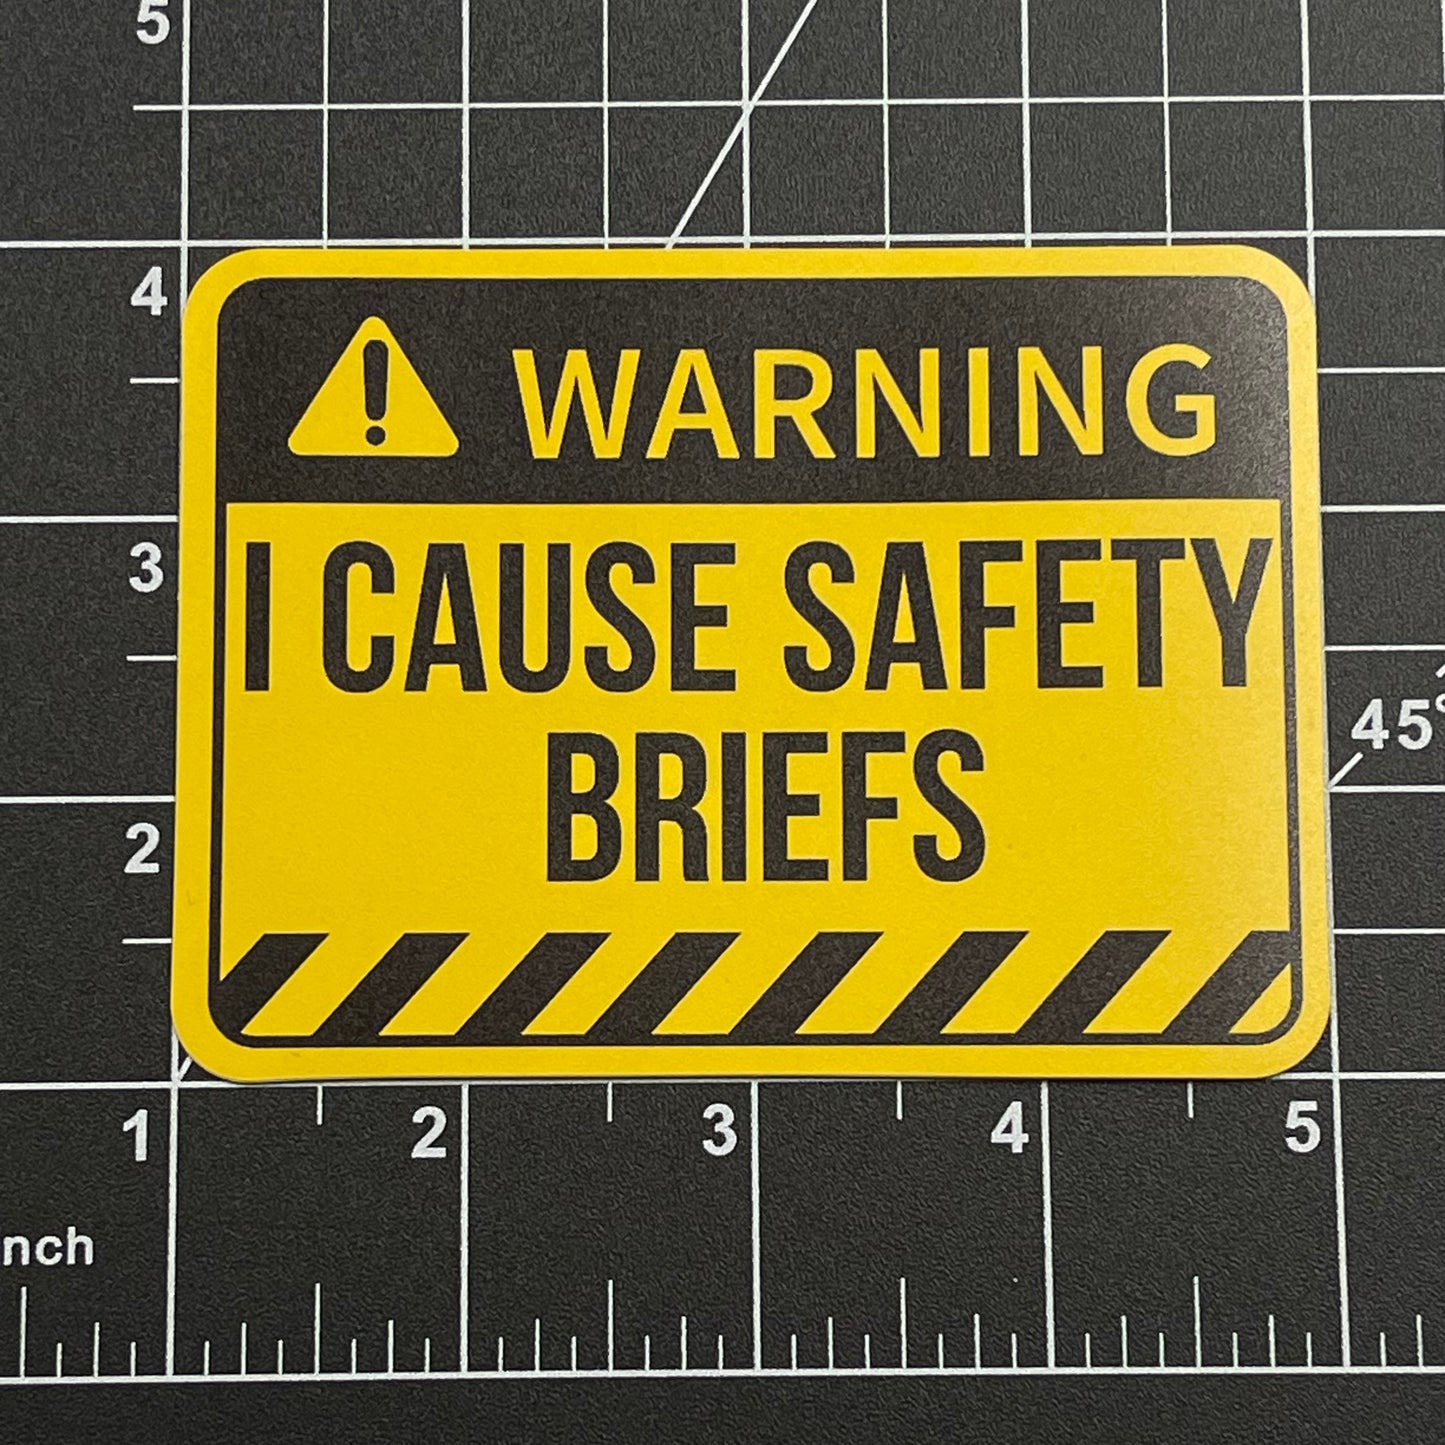 5
4
WARNING
3
I CAUSE SAFETY
BRIEFS
45°
2
1 2 3 4 5
nch